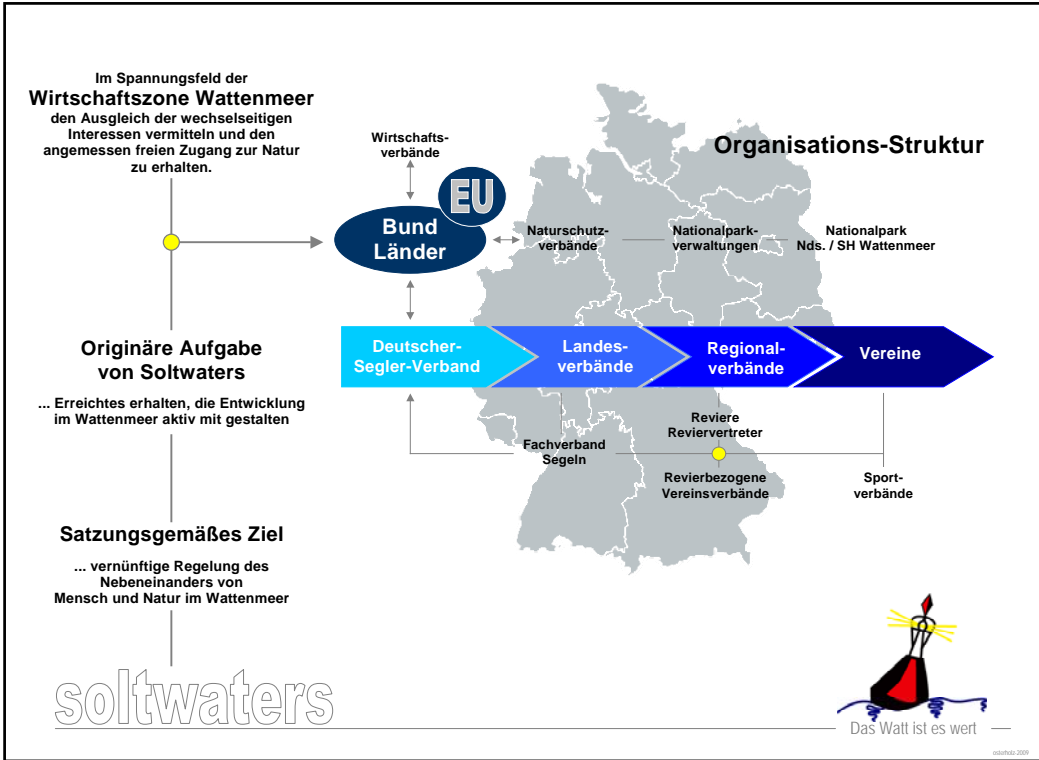 Im Spannungsfeld der
Wirtschaftszone Wattenmeer
den Ausgleich der wechselseitigen
Interessen vermitteln und den
angemessen freien Zugang zur Natur
zu erhalten.
Originäre Aufgabe
von Soltwaters
... Erreichtes erhalten, die Entwicklung
im Wattenmeer aktiv mit gestalten
Satzungsgemäßes Ziel
... vernünftige Regelung des
Nebeneinanders von
Mensch und Natur im Wattenmeer
soltwaters
Organisations-Struktur
Wirtschafts-
verbände
EU
Bund
Länder
Naturschutz-
verbände
Nationalpark-
verwaltungen
Nationalpark
Nds. / SH Wattenmeer
Deutscher-
Segler-Verband
Landes-
verbände
Regional-
verbände
Vereine
Fachverband
Segeln
Reviere
Reviervertreter
Revierbezogene
Vereinsverbände
Sport-
verbände
Das Watt ist es wert
osterholz 2009